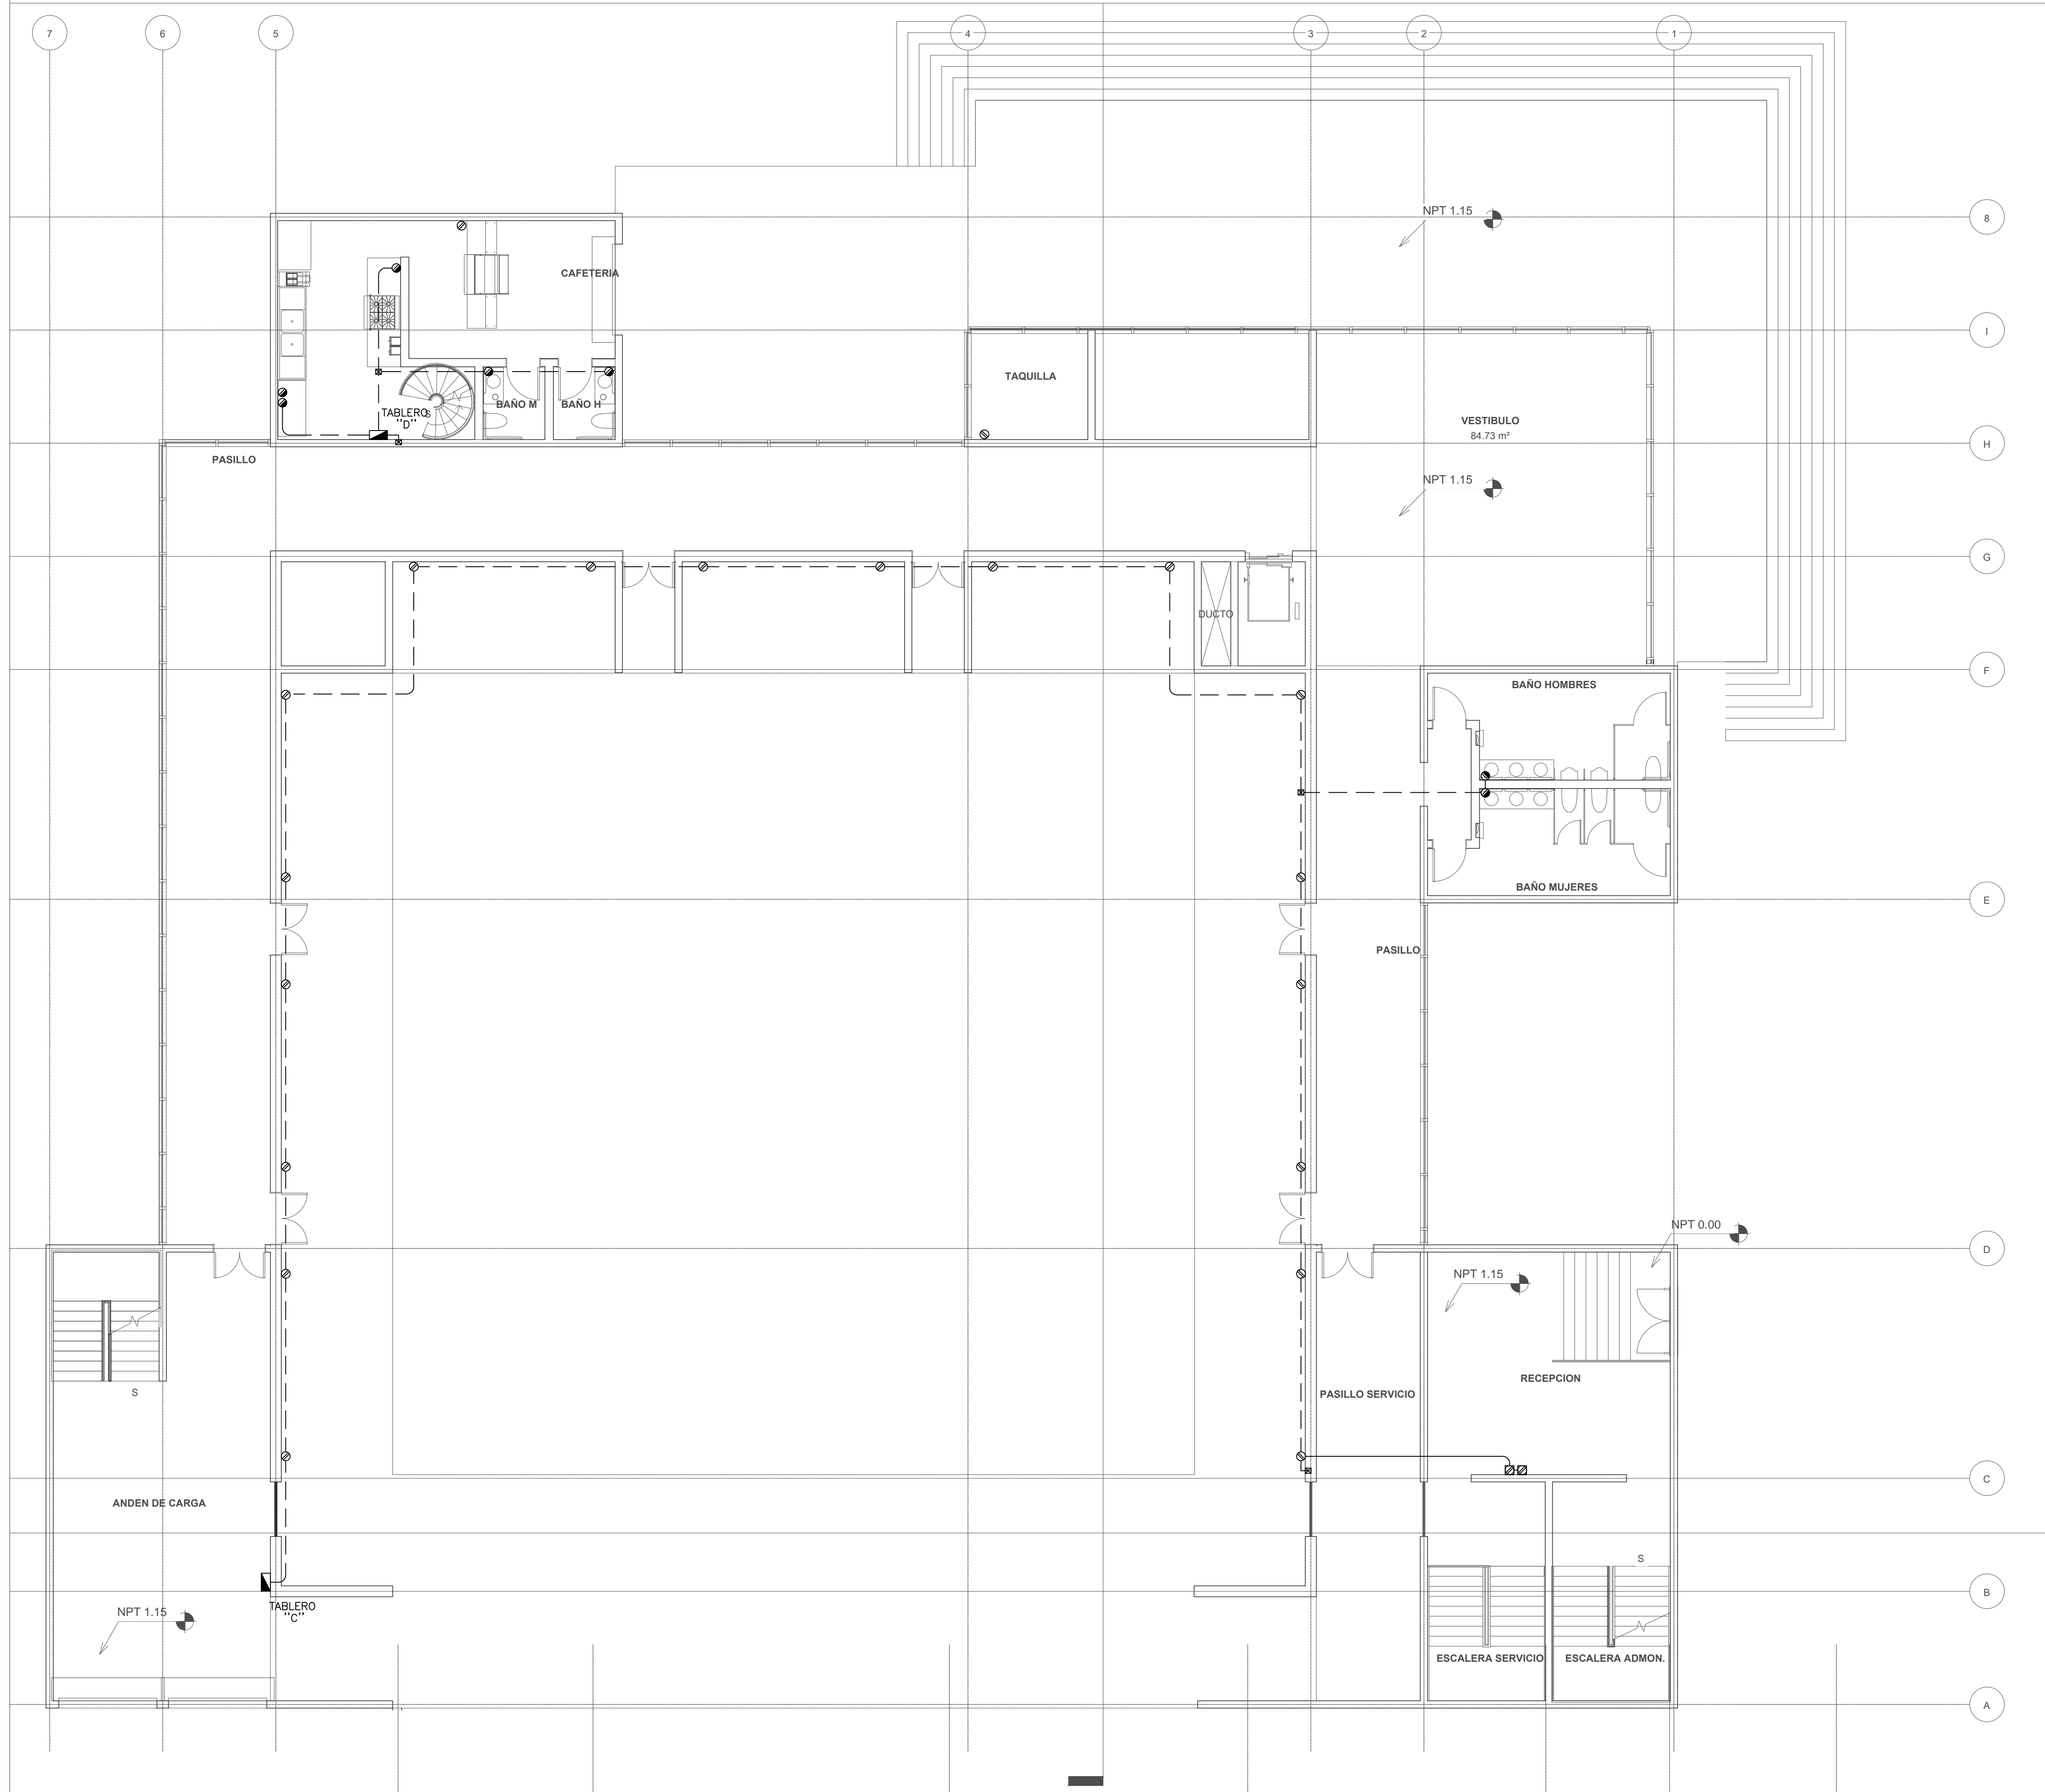 7
6
5
4
3
2
1
NPT 1.15
8
CAFETERIA
I
TAQUILLA
BAÑO M
BAÑO H
TABLERO
"D"
S
VESTIBULO
84.73 m²
H
PASILLO
NPT 1.15
G
DUCTO
F
BAÑO HOMBRES
BAÑO MUJERES
E
PASILLO
NPT 0.00
D
NPT 1.15
RECEPCION
S
PASILLO SERVICIO
C
ANDEN DE CARGA
S
B
TABLERO
"C"
NPT 1.15
ESCALERA SERVICIO
ESCALERA ADMON.
A